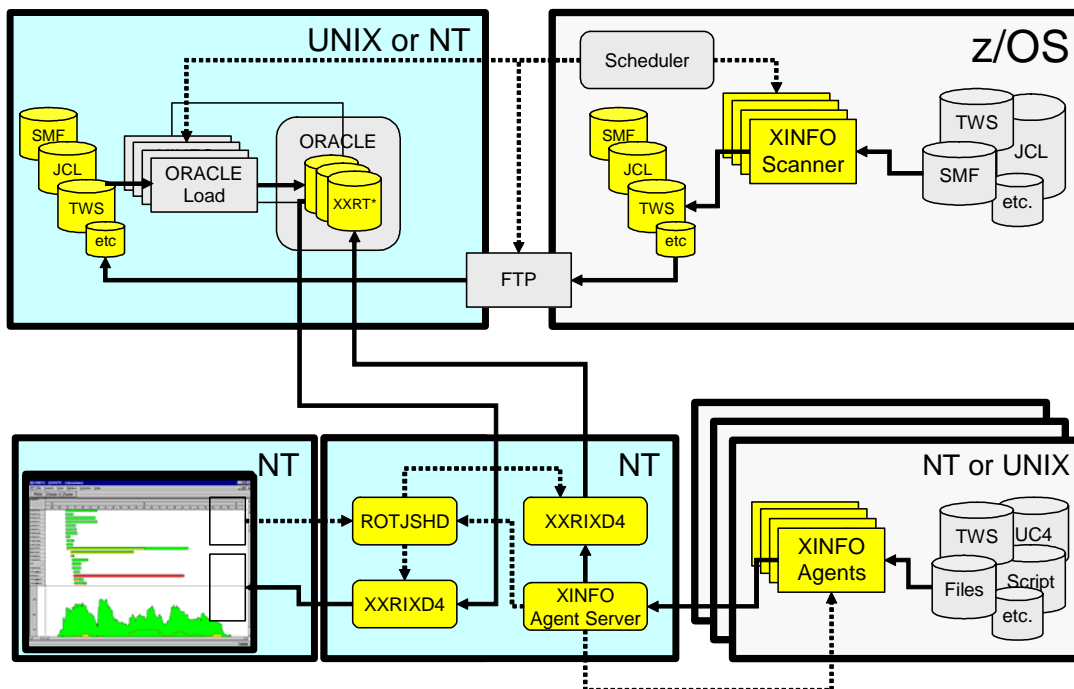 UNIX or NT
SMF
JCL
TWS
etc
ORACLE
Load
ORACLE
XXRT*
z/OS
Scheduler
SMF
JCL
TWS
etc
XINFO
Scanner
TWS
JCL
SMF
etc.
FTP
NT
NT
ROTJSHD
XXRIXD4
XXRIXD4
XINFO
Agent Server
NT or UNIX
XINFO
Agents
TWS
UC4
Files
Script
etc.